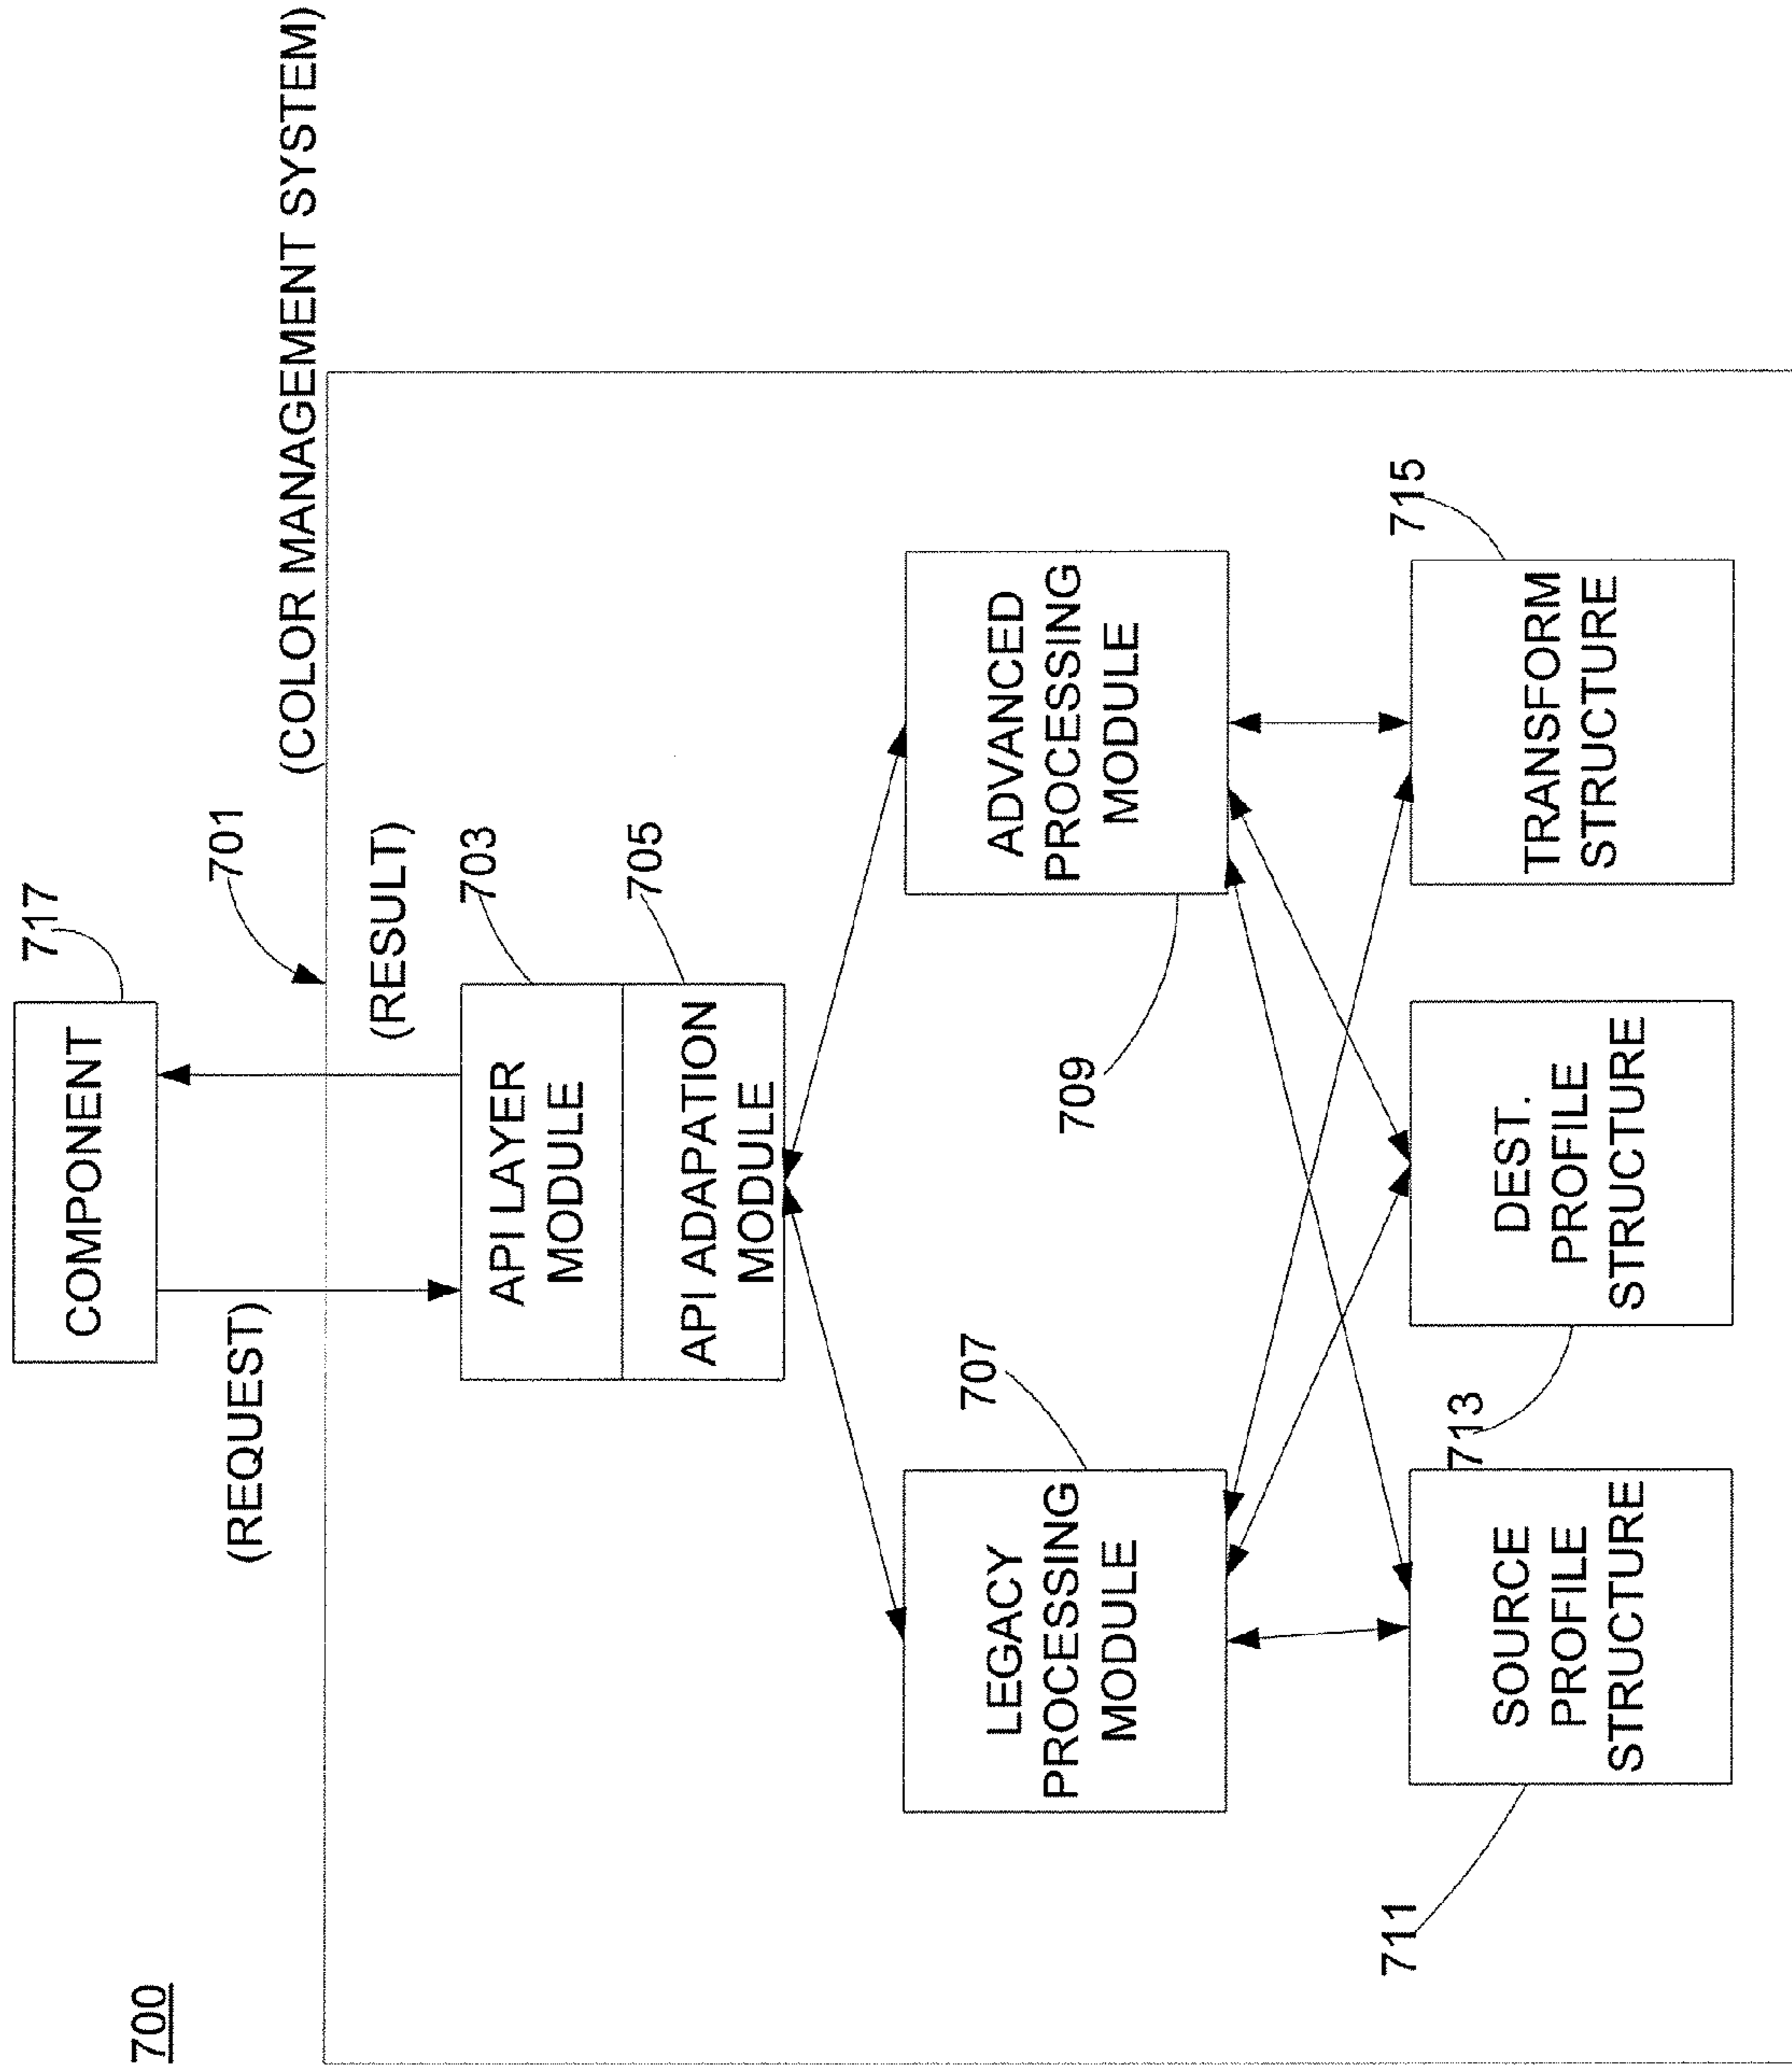 700
COMPONENT
717
(REQUEST)
701
(COLOR MANAGEMENT SYSTEM)
(RESULT)
API LAYER
MODULE
703
API ADAPATION
MODULE
705
LEGACY
PROCESSING
MODULE
707
ADVANCED
PROCESSING
MODULE
709
SOURCE
PROFILE
STRUCTURE
711
DEST.
PROFILE
STRUCTURE
713
TRANSFORM
STRUCTURE
715